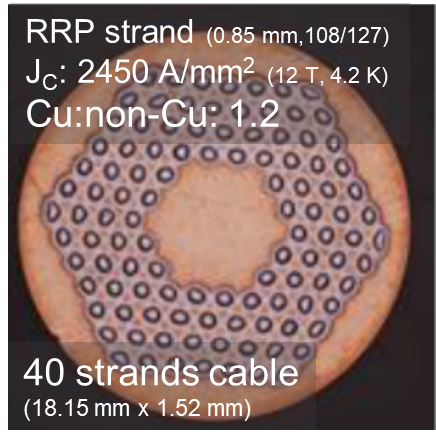 RRP strand (0.85 mm,108/127)
J_C: 2450 A/mm² (12 T, 4.2 K)
Cu:non-Cu: 1.2
40 strands cable
(18.15 mm x 1.52 mm)